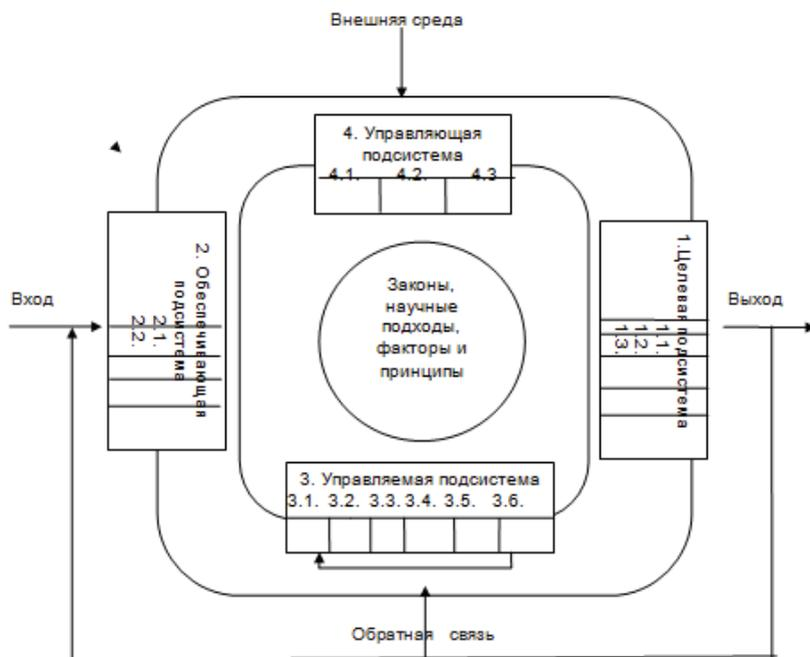 Внешняя среда
4. Управляющая
подсистема
4.1. 4.2. 4.3
Вход
2. Обеспечивающая
подсистема
2.1.
2.2.
Законы,
научные
подходы,
факторы и
принципы
1.Целевая подсистема
1.1.
1.2.
1.3.
Выход
3. Управляемая подсистема
3.1. 3.2. 3.3. 3.4. 3.5. 3.6.
Обратная связь